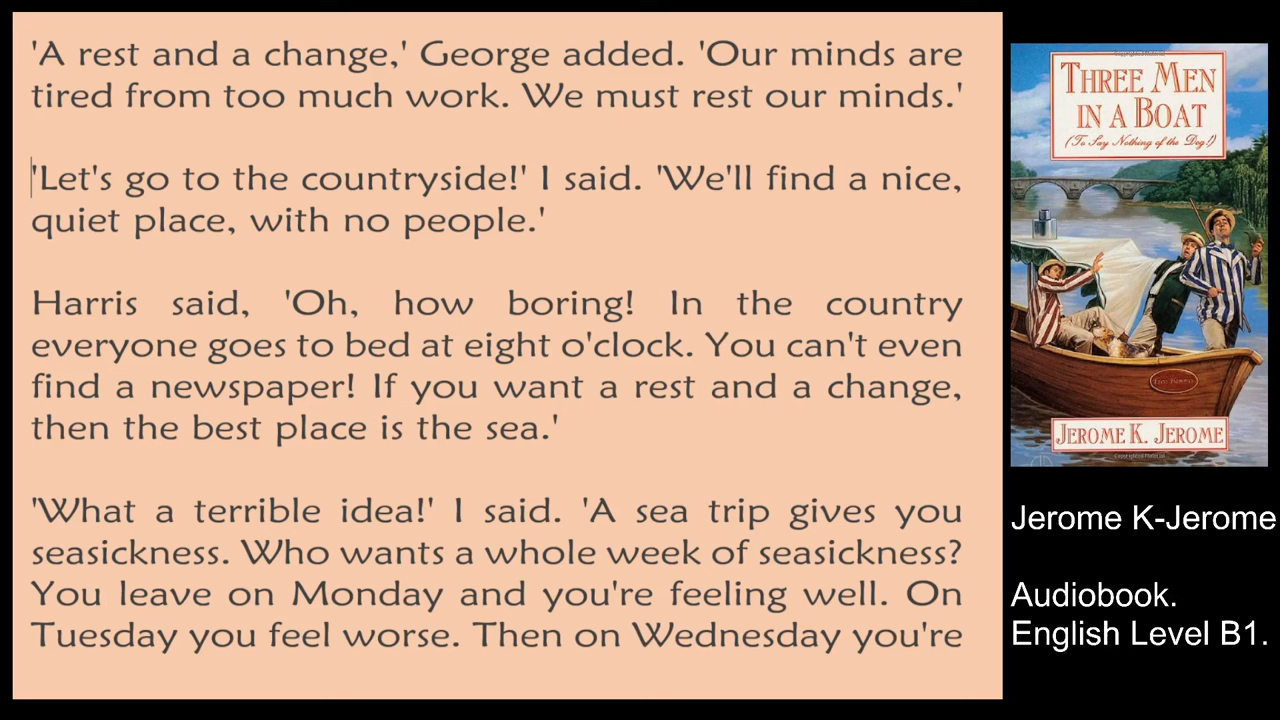 'A rest and a change,' George added. 'Our minds are
tired from too much work. We must rest our minds.'
'Let's go to the countryside!' I said. 'We'll find a nice,
quiet place, with no people.'
Harris said, 'Oh, how boring! In the country
everyone goes to bed at eight o'clock. You can't even
find a newspaper! If you want a rest and a change,
then the best place is the sea.'
'What a terrible idea!' I said. 'A sea trip gives you
seasickness. Who wants a whole week of seasickness?
You leave on Monday and you're feeling well. On
Tuesday you feel worse. Then on Wednesday you're
THREE MEN
IN A BOAT
(To Say Nothing of the Dog!)
JEROME K. JEROME
Jerome K-Jerome
Audiobook.
English Level B1.